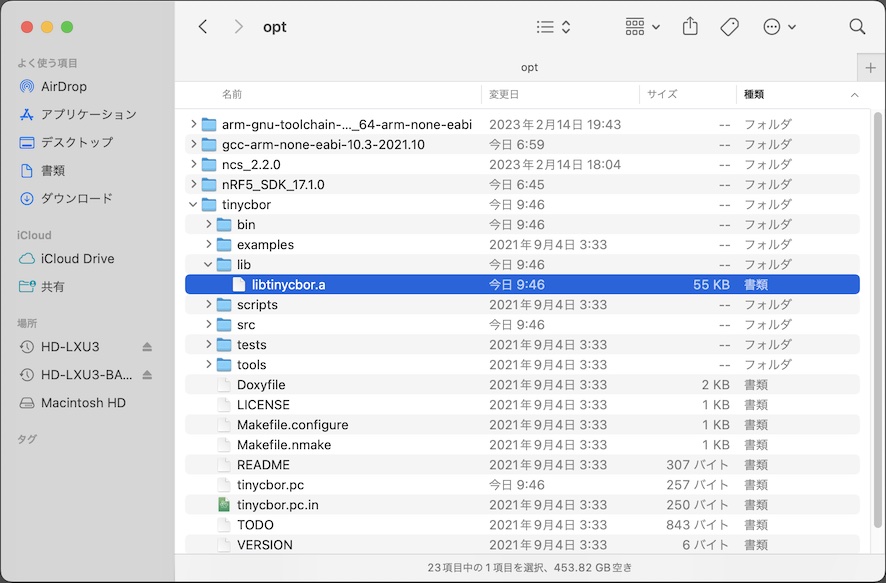 opt
opt
よく使う項目
AirDrop
アプリケーション
デスクトップ
書類
ダウンロード
iCloud
iCloud Drive
共有
場所
HD-LXU3
HD-LXU3-BA...
Macintosh HD
タグ
名前 変更日 サイズ 種類
arm-gnu-toolchain-..._64-arm-none-eabi 2023年2月14日 19:43 -- フォルダ
gcc-arm-none-eabi-10.3-2021.10 今日 6:59 -- フォルダ
ncs_2.2.0 2023年2月14日 18:04 -- フォルダ
nRF5_SDK_17.1.0 今日 6:45 -- フォルダ
tinycbor 今日 9:46 -- フォルダ
bin 今日 9:46 -- フォルダ
examples 2021年9月4日 3:33 -- フォルダ
lib 今日 9:46 -- フォルダ
libtinycbor.a 今日 9:46 55 KB 書類
scripts 2021年9月4日 3:33 -- フォルダ
src 今日 9:46 -- フォルダ
tests 2021年9月4日 3:33 -- フォルダ
tools 2021年9月4日 3:33 -- フォルダ
Doxyfile 2021年9月4日 3:33 2 KB 書類
LICENSE 2021年9月4日 3:33 1 KB 書類
Makefile.configure 2021年9月4日 3:33 1 KB 書類
Makefile.nmake 2021年9月4日 3:33 1 KB 書類
README 2021年9月4日 3:33 307 バイト 書類
tinycbor.pc 今日 9:46 257 バイト 書類
tinycbor.pc.in 2021年9月4日 3:33 250 バイト 書類
TODO 2021年9月4日 3:33 843 バイト 書類
VERSION 2021年9月4日 3:33 6 バイト 書類
23項目中の1項目を選択、453.82 GB空き